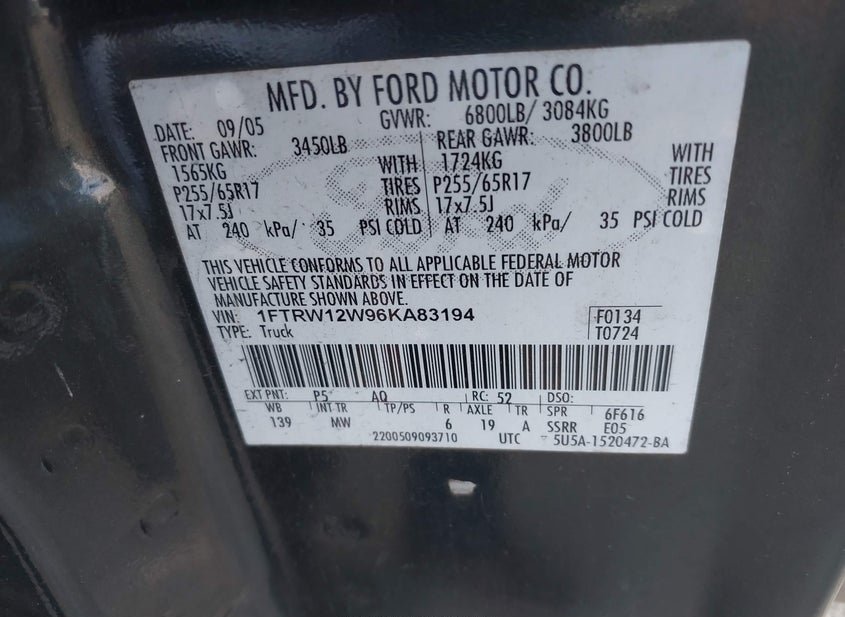 MFD. BY FORD MOTOR CO.
DATE: 09/05 GVWR: 6800LB/ 3084KG
FRONT GAWR: 3450LB REAR GAWR: 3800LB
1565KG WITH 1724KG WITH
P255/65R17 TIRES P255/65R17 TIRES
17x7.5J RIMS 17x7.5J RIMS
AT 240 kPa/ 35 PSI COLD AT 240 kPa/ 35 PSI COLD
Ford
THIS VEHICLE CONFORMS TO ALL APPLICABLE FEDERAL MOTOR
VEHICLE SAFETY STANDARDS IN EFFECT ON THE DATE OF
MANUFACTURE SHOWN ABOVE.
VIN: 1FTRW12W96KA83194 F0134
TYPE: Truck T0724
EXT PNT: P5 AQ RC: 52 DSO:
WB INT TR TP/PS R AXLE TR SPR 6F616
139 MW 6 19 A SSRR E05
2200509093710 UTC 5U5A-1520472-BA